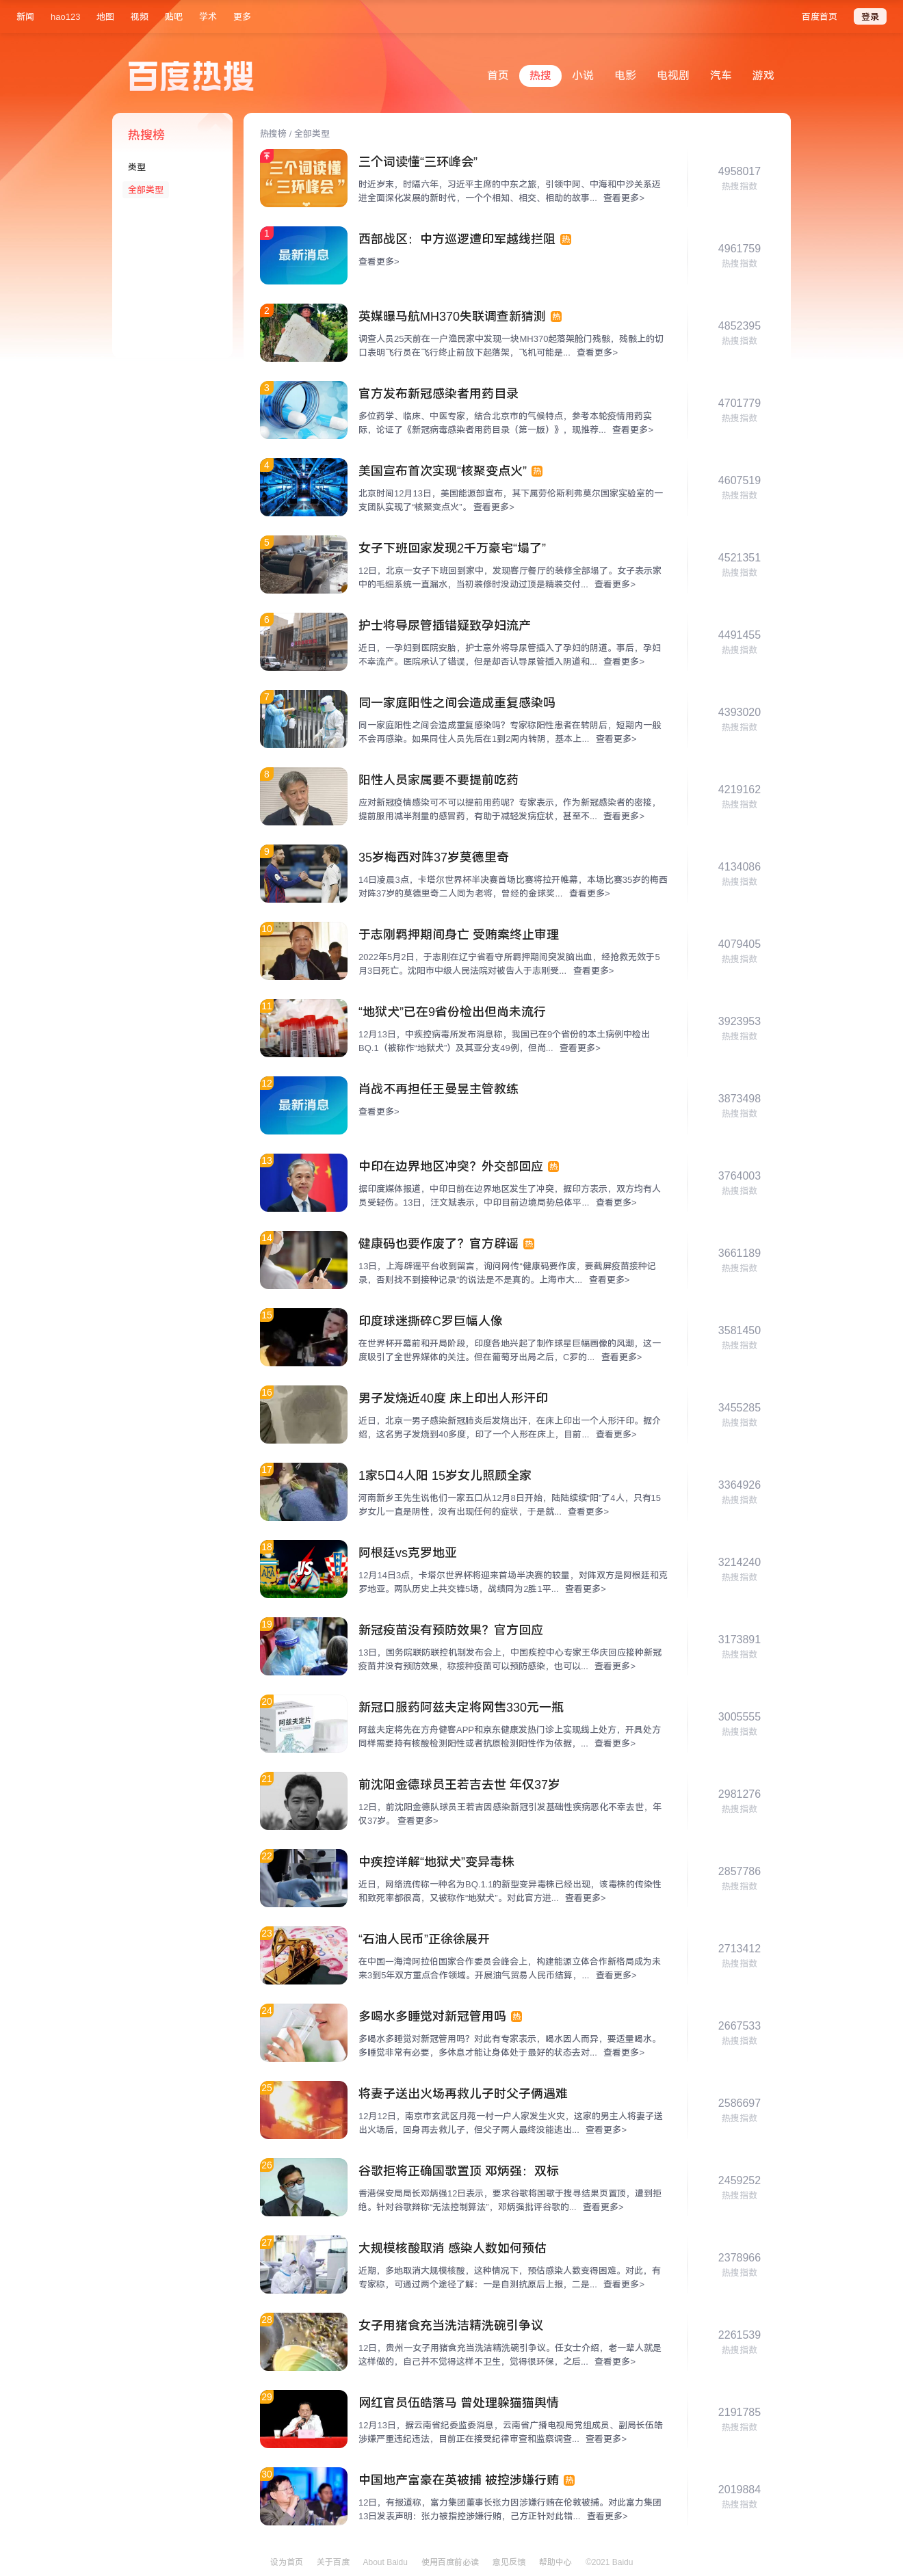 新闻 hao123 地图 视频 贴吧 学术 更多 百度首页 登录
百度热搜
首页 热搜 小说 电影 电视剧 汽车 游戏
热搜榜
类型
全部类型
热搜榜 / 全部类型
三个词读懂
“三环峰会”
三个词读懂“三环峰会”
时近岁末，时隔六年，习近平主席的中东之旅，引领中阿、中海和中沙关系迈
进全面深化发展的新时代，一个个相知、相交、相助的故事... 查看更多>
4958017
热搜指数
1
最新消息
西部战区：中方巡逻遭印军越线拦阻 热
查看更多>
4961759
热搜指数
2
英媒曝马航MH370失联调查新猜测 热
调查人员25天前在一户渔民家中发现一块MH370起落架舱门残骸，残骸上的切
口表明飞行员在飞行终止前放下起落架，飞机可能是... 查看更多>
4852395
热搜指数
3
官方发布新冠感染者用药目录
多位药学、临床、中医专家，结合北京市的气候特点，参考本轮疫情用药实
际，论证了《新冠病毒感染者用药目录（第一版）》，现推荐... 查看更多>
4701779
热搜指数
4
美国宣布首次实现“核聚变点火” 热
北京时间12月13日，美国能源部宣布，其下属劳伦斯利弗莫尔国家实验室的一
支团队实现了“核聚变点火”。 查看更多>
4607519
热搜指数
5
女子下班回家发现2千万豪宅“塌了”
12日，北京一女子下班回到家中，发现客厅餐厅的装修全部塌了。女子表示家
中的毛细系统一直漏水，当初装修时没动过顶是精装交付... 查看更多>
4521351
热搜指数
6
护士将导尿管插错疑致孕妇流产
近日，一孕妇到医院安胎，护士意外将导尿管插入了孕妇的阴道。事后，孕妇
不幸流产。医院承认了错误，但是却否认导尿管插入阴道和... 查看更多>
4491455
热搜指数
7
同一家庭阳性之间会造成重复感染吗
同一家庭阳性之间会造成重复感染吗？专家称阳性患者在转阴后，短期内一般
不会再感染。如果同住人员先后在1到2周内转阴，基本上... 查看更多>
4393020
热搜指数
8
阳性人员家属要不要提前吃药
应对新冠疫情感染可不可以提前用药呢？专家表示，作为新冠感染者的密接，
提前服用减半剂量的感冒药，有助于减轻发病症状，甚至不... 查看更多>
4219162
热搜指数
9
35岁梅西对阵37岁莫德里奇
14日凌晨3点，卡塔尔世界杯半决赛首场比赛将拉开帷幕，本场比赛35岁的梅西
对阵37岁的莫德里奇二人同为老将，曾经的金球奖... 查看更多>
4134086
热搜指数
10
于志刚羁押期间身亡 受贿案终止审理
2022年5月2日，于志刚在辽宁省看守所羁押期间突发脑出血，经抢救无效于5
月3日死亡。沈阳市中级人民法院对被告人于志刚受... 查看更多>
4079405
热搜指数
11
“地狱犬”已在9省份检出但尚未流行
12月13日，中疾控病毒所发布消息称，我国已在9个省份的本土病例中检出
BQ.1（被称作“地狱犬”）及其亚分支49例，但尚... 查看更多>
3923953
热搜指数
12
最新消息
肖战不再担任王曼昱主管教练
查看更多>
3873498
热搜指数
13
中印在边界地区冲突？外交部回应 热
据印度媒体报道，中印日前在边界地区发生了冲突，据印方表示，双方均有人
员受轻伤。13日，汪文斌表示，中印目前边境局势总体平... 查看更多>
3764003
热搜指数
14
健康码也要作废了？官方辟谣 热
13日，上海辟谣平台收到留言，询问网传“健康码要作废，要截屏疫苗接种记
录，否则找不到接种记录”的说法是不是真的。上海市大... 查看更多>
3661189
热搜指数
15
印度球迷撕碎C罗巨幅人像
在世界杯开幕前和开局阶段，印度各地兴起了制作球星巨幅画像的风潮，这一
度吸引了全世界媒体的关注。但在葡萄牙出局之后，C罗的... 查看更多>
3581450
热搜指数
16
男子发烧近40度 床上印出人形汗印
近日，北京一男子感染新冠肺炎后发烧出汗，在床上印出一个人形汗印。据介
绍，这名男子发烧到40多度，印了一个人形在床上，目前... 查看更多>
3455285
热搜指数
17
1家5口4人阳 15岁女儿照顾全家
河南新乡王先生说他们一家五口从12月8日开始，陆陆续续“阳”了4人，只有15
岁女儿一直是阴性，没有出现任何的症状，于是就... 查看更多>
3364926
热搜指数
18
VS
阿根廷vs克罗地亚
12月14日3点，卡塔尔世界杯将迎来首场半决赛的较量，对阵双方是阿根廷和克
罗地亚。两队历史上共交锋5场，战绩同为2胜1平... 查看更多>
3214240
热搜指数
19
新冠疫苗没有预防效果？官方回应
13日，国务院联防联控机制发布会上，中国疾控中心专家王华庆回应接种新冠
疫苗并没有预防效果，称接种疫苗可以预防感染，也可以... 查看更多>
3173891
热搜指数
20
阿兹夫定片
新冠口服药阿兹夫定将网售330元一瓶
阿兹夫定将先在方舟健客APP和京东健康发热门诊上实现线上处方，开具处方
同样需要持有核酸检测阳性或者抗原检测阳性作为依据，... 查看更多>
3005555
热搜指数
21
前沈阳金德球员王若吉去世 年仅37岁
12日，前沈阳金德队球员王若吉因感染新冠引发基础性疾病恶化不幸去世，年
仅37岁。 查看更多>
2981276
热搜指数
22
中疾控详解“地狱犬”变异毒株
近日，网络流传称一种名为BQ.1.1的新型变异毒株已经出现，该毒株的传染性
和致死率都很高，又被称作“地狱犬”。对此官方进... 查看更多>
2857786
热搜指数
23
“石油人民币”正徐徐展开
在中国—海湾阿拉伯国家合作委员会峰会上，构建能源立体合作新格局成为未
来3到5年双方重点合作领域。开展油气贸易人民币结算，... 查看更多>
2713412
热搜指数
24
多喝水多睡觉对新冠管用吗 热
多喝水多睡觉对新冠管用吗？对此有专家表示，喝水因人而异，要适量喝水。
多睡觉非常有必要，多休息才能让身体处于最好的状态去对... 查看更多>
2667533
热搜指数
25
将妻子送出火场再救儿子时父子俩遇难
12月12日，南京市玄武区月苑一村一户人家发生火灾，这家的男主人将妻子送
出火场后，回身再去救儿子，但父子两人最终没能逃出... 查看更多>
2586697
热搜指数
26
谷歌拒将正确国歌置顶 邓炳强：双标
香港保安局局长邓炳强12日表示，要求谷歌将国歌于搜寻结果页置顶，遭到拒
绝。针对谷歌辩称“无法控制算法”，邓炳强批评谷歌的... 查看更多>
2459252
热搜指数
27
大规模核酸取消 感染人数如何预估
近期，多地取消大规模核酸，这种情况下，预估感染人数变得困难。对此，有
专家称，可通过两个途径了解：一是自测抗原后上报，二是... 查看更多>
2378966
热搜指数
28
女子用猪食充当洗洁精洗碗引争议
12日，贵州一女子用猪食充当洗洁精洗碗引争议。任女士介绍，老一辈人就是
这样做的，自己并不觉得这样不卫生，觉得很环保，之后... 查看更多>
2261539
热搜指数
29
网红官员伍皓落马 曾处理躲猫猫舆情
12月13日，据云南省纪委监委消息，云南省广播电视局党组成员、副局长伍皓
涉嫌严重违纪违法，目前正在接受纪律审查和监察调查... 查看更多>
2191785
热搜指数
30
中国地产富豪在英被捕 被控涉嫌行贿 热
12日，有报道称，富力集团董事长张力因涉嫌行贿在伦敦被捕。对此富力集团
13日发表声明：张力被指控涉嫌行贿，己方正针对此错... 查看更多>
2019884
热搜指数
设为首页 关于百度 About Baidu 使用百度前必读 意见反馈 帮助中心 ©2021 Baidu